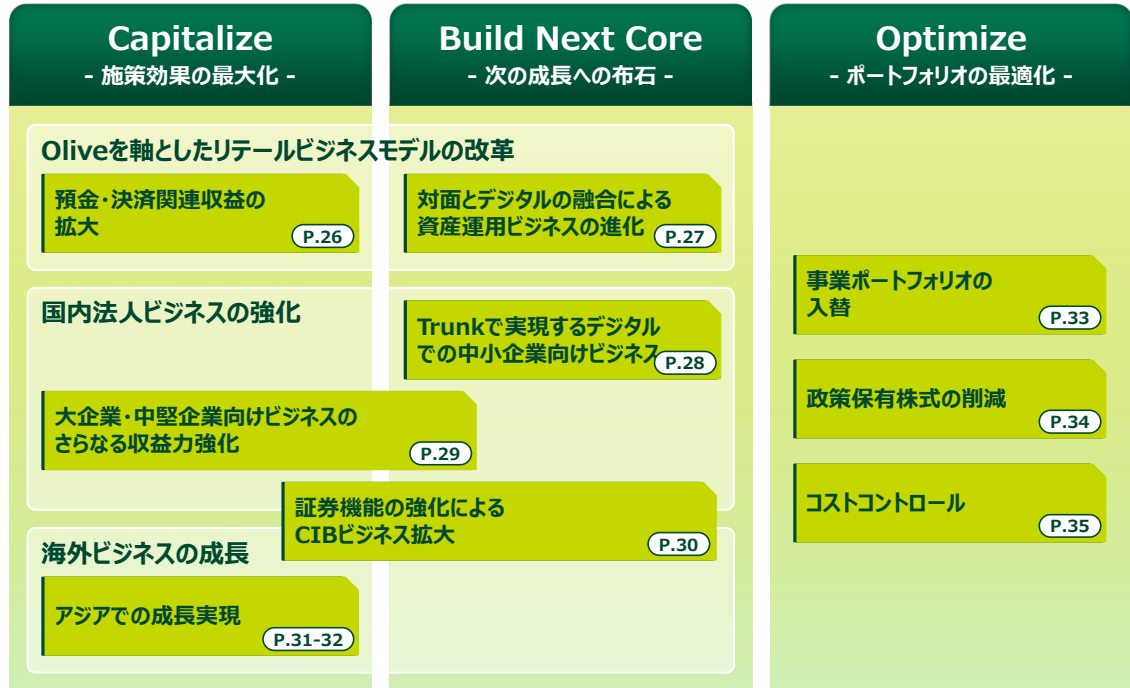 Capitalize
- 施策効果の最大化 -
Build Next Core
- 次の成長への布石 -
Optimize
- ポートフォリオの最適化 -
Oliveを軸としたリテールビジネスモデルの改革
預金・決済関連収益の
拡大
P.26
対面とデジタルの融合による
資産運用ビジネスの進化
P.27
国内法人ビジネスの強化
Trunkで実現するデジタル
での中小企業向けビジネス
P.28
大企業・中堅企業向けビジネスの
さらなる収益力強化
P.29
証券機能の強化による
CIBビジネス拡大
P.30
海外ビジネスの成長
アジアでの成長実現
P.31-32
事業ポートフォリオの
入替
P.33
政策保有株式の削減
P.34
コストコントロール
P.35